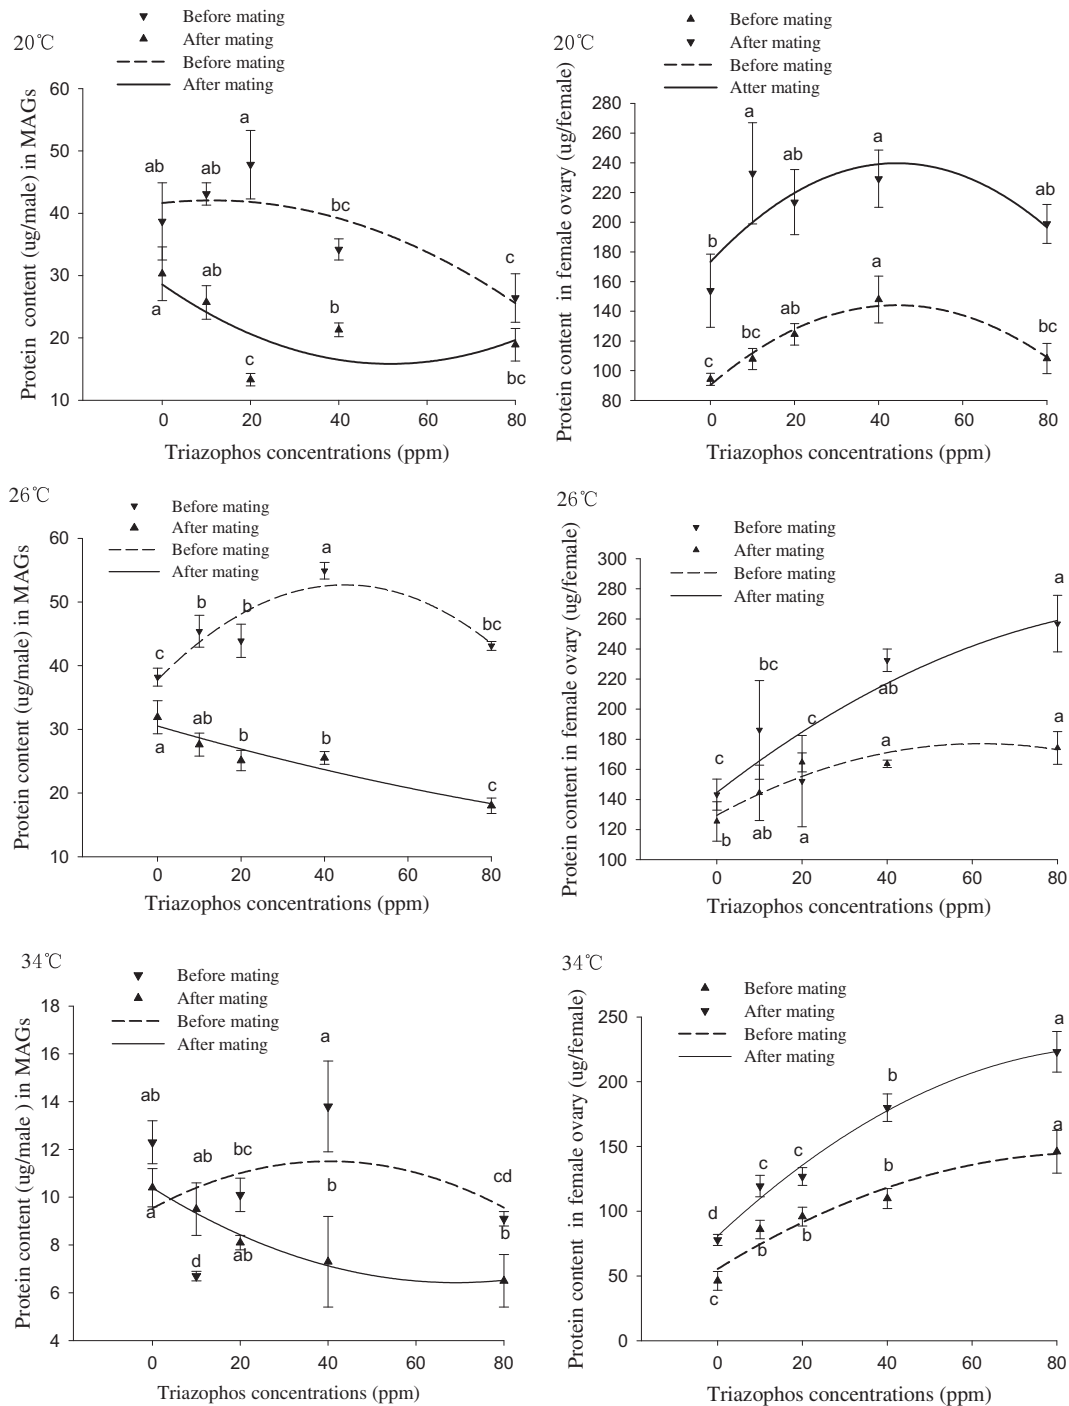 20℃
Before mating
After mating
Before mating
After mating
Protein content (ug/male) in MAGs
60
50
40
30
20
10
ab
ab
a
bc
c
a
ab
c
b
bc
0
20
40
60
80
Triazophos concentrations (ppm)
20℃
Before mating
After mating
Before mating
Atter mating
Protein content in female ovary (ug/female)
280
260
240
220
200
180
160
140
120
100
80
b
a
ab
a
ab
c
bc
ab
a
bc
0
20
40
60
80
Triazophos concentrations (ppm)
26℃
Before mating
After mating
Before mating
After mating
Protein content (ug/male) in MAGs
60
50
40
30
20
10
c
b
b
a
bc
a
ab
b
b
c
0
20
40
60
80
Triazophos concentrations (ppm)
26℃
Before mating
After mating
Before mating
After mating
Protein content in female ovary (ug/female)
300
280
260
240
220
200
180
160
140
120
100
c
bc
c
ab
a
b
ab
a
a
a
0
20
40
60
80
Triazophos concentrations (ppm)
34℃
Before mating
After mating
Before mating
After mating
Protein content (ug/male ) in MAGs
18
16
14
12
10
8
6
4
ab
ab
bc
a
cd
a
d
ab
b
b
0
20
40
60
80
Triazophos concentrations (ppm)
34℃
Before mating
After mating
Before mating
After mating
Protein content in female ovary (ug/female)
250
200
150
100
50
0
d
c
c
b
a
c
b
b
b
a
0
20
40
60
80
Triazophos concentrations (ppm)